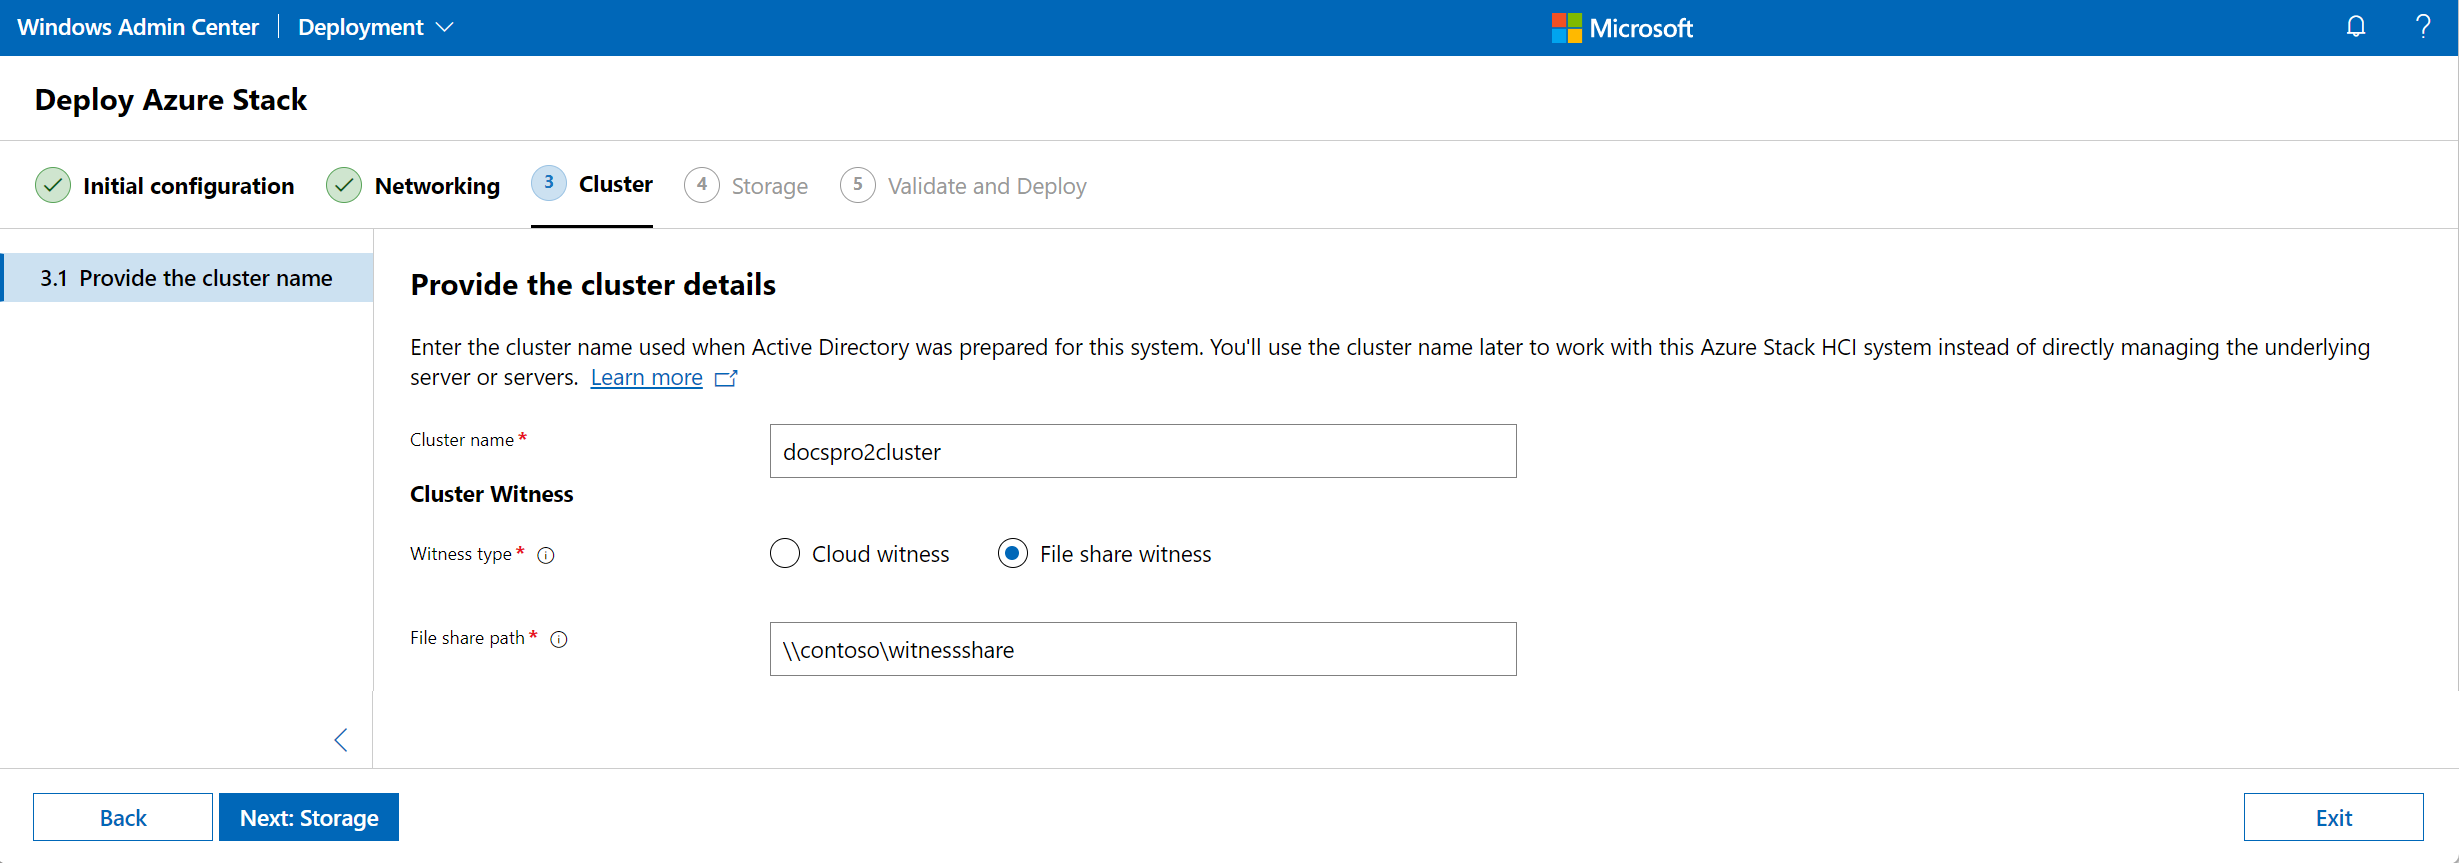 Windows Admin Center
Deployment
Microsoft
?
Deploy Azure Stack
Initial configuration
Networking
3 Cluster
4 Storage
5 Validate and Deploy
3.1 Provide the cluster name
Provide the cluster details
Enter the cluster name used when Active Directory was prepared for this system. You'll use the cluster name later to work with this Azure Stack HCI system instead of directly managing the underlying
server or servers. Learn more
Cluster name*
docspro2cluster
Cluster Witness
Witness type*
Cloud witness
File share witness
File share path*
\\contoso\witnessshare
Back
Next: Storage
Exit